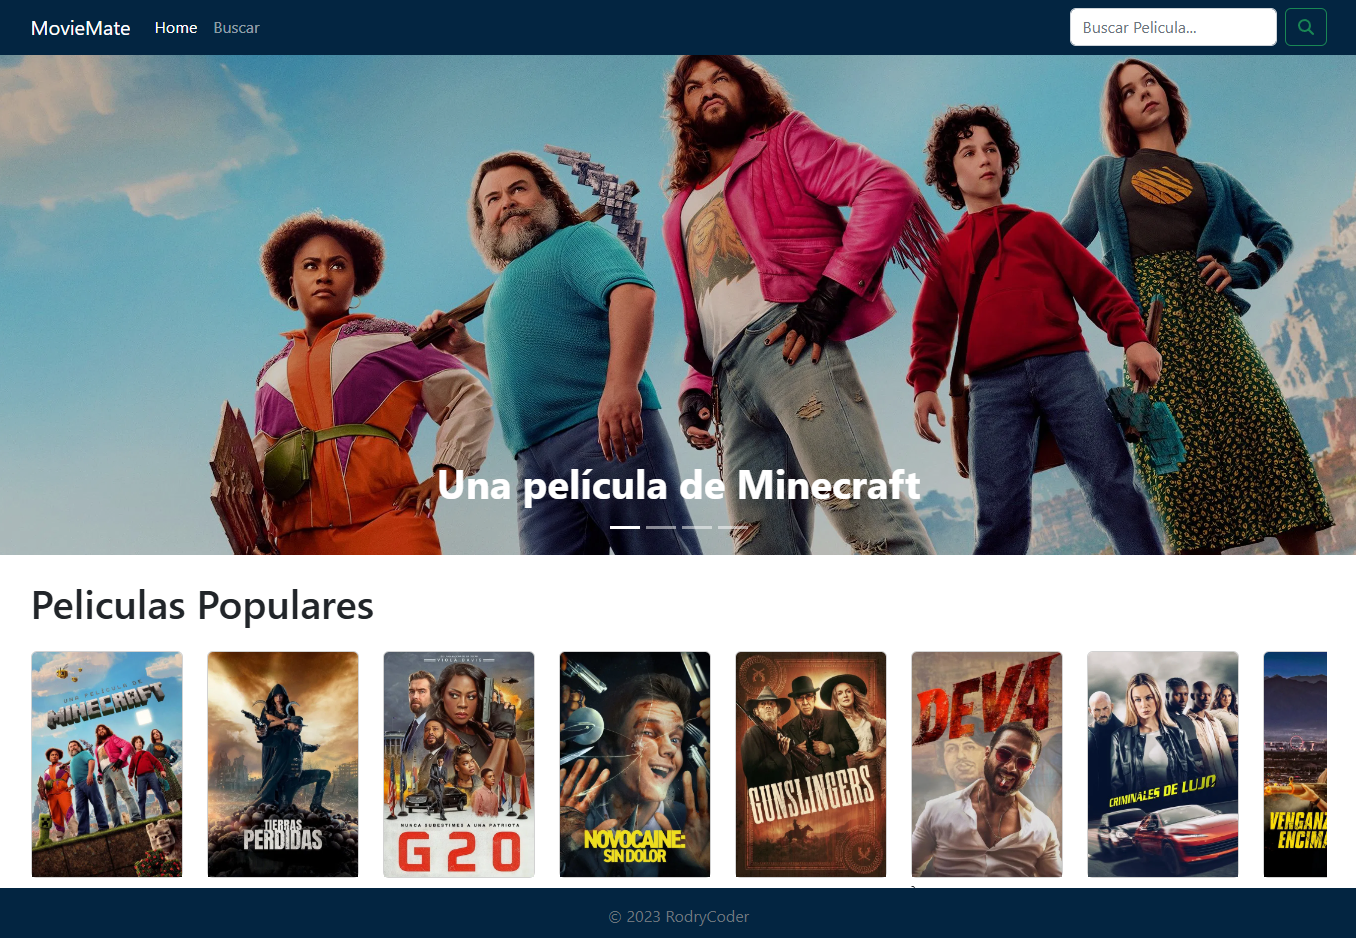 MovieMate Home Buscar Buscar Pelicula...
Una película de Minecraft
Peliculas Populares
UNA PELÍCULA DE
MINECRAFT
TIERRAS
PERDIDAS
VIOLA DAVIS
NUNCA SUBESTIMES A UNA PATRIOTA
G20
NOVOCAINE:
SIN DOLOR
GUNSLINGERS
DEVA
CRIMINALES DE LUJO
VENGANZ
ENCIMA
© 2023 RodryCoder